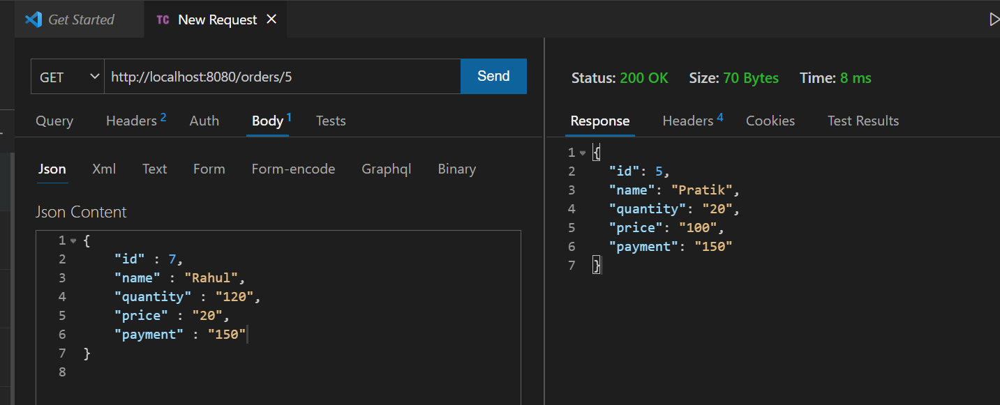 Get Started
TC New Request
GET http://localhost:8080/orders/5 Send
Query Headers 2 Auth Body 1 Tests
Json Xml Text Form Form-encode Graphql Binary
Json Content
1 {
2 "id" : 7,
3 "name" : "Rahul",
4 "quantity" : "120",
5 "price" : "20",
6 "payment" : "150"
7 }
8
Status: 200 OK Size: 70 Bytes Time: 8 ms
Response Headers 4 Cookies Test Results
1 {
2 "id": 5,
3 "name": "Pratik",
4 "quantity": "20",
5 "price": "100",
6 "payment": "150"
7 }